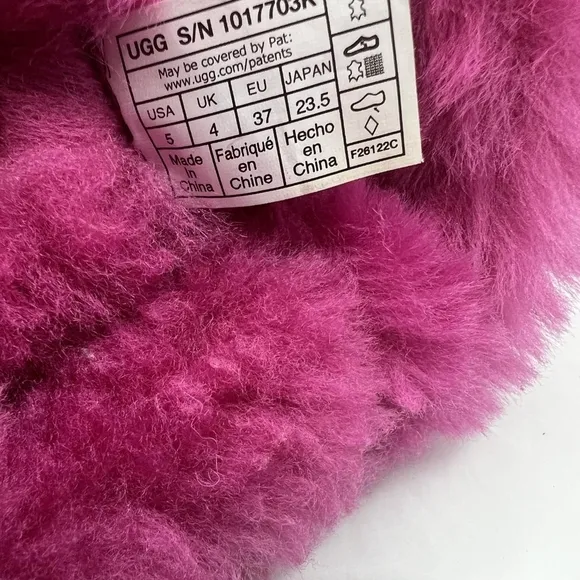 UGG S/N 1017703K
May be covered by Pat:
www.ugg.com/patents
USA UK EU JAPAN
5 4 37 23.5
Made in China Fabriqué en Chine Hecho en China
F26122C